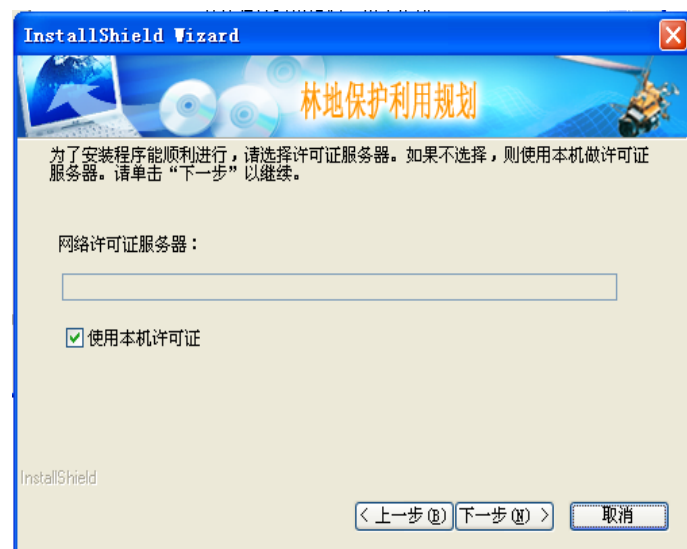 InstallShield Wizard
林地保护利用规划
为了安装程序能顺利进行，请选择许可证服务器。如果不选择，则使用本机做许可证
服务器。请单击“下一步”以继续。
网络许可证服务器：
使用本机许可证
InstallShield
< 上一步(B) 下一步(N) > 取消